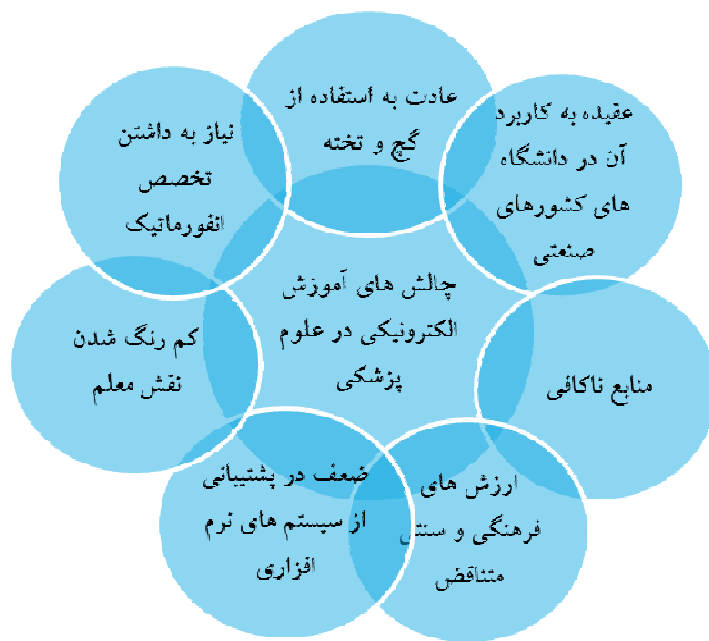 عادت به استفاده از
گچ و تخته
عقیده به کاربرد
آن در دانشگاه
های کشورهای
صنعتی
منابع ناکافی
ارزش های
فرهنگی و سنتی
متناقض
ضعف در پشتیبانی
از سیستم های نرم
افزاری
کم رنگ شدن
نقش معلم
نیاز به داشتن
تخصص
انفورماتیک
چالش های آموزش
الکترونیکی در علوم
پزشکی